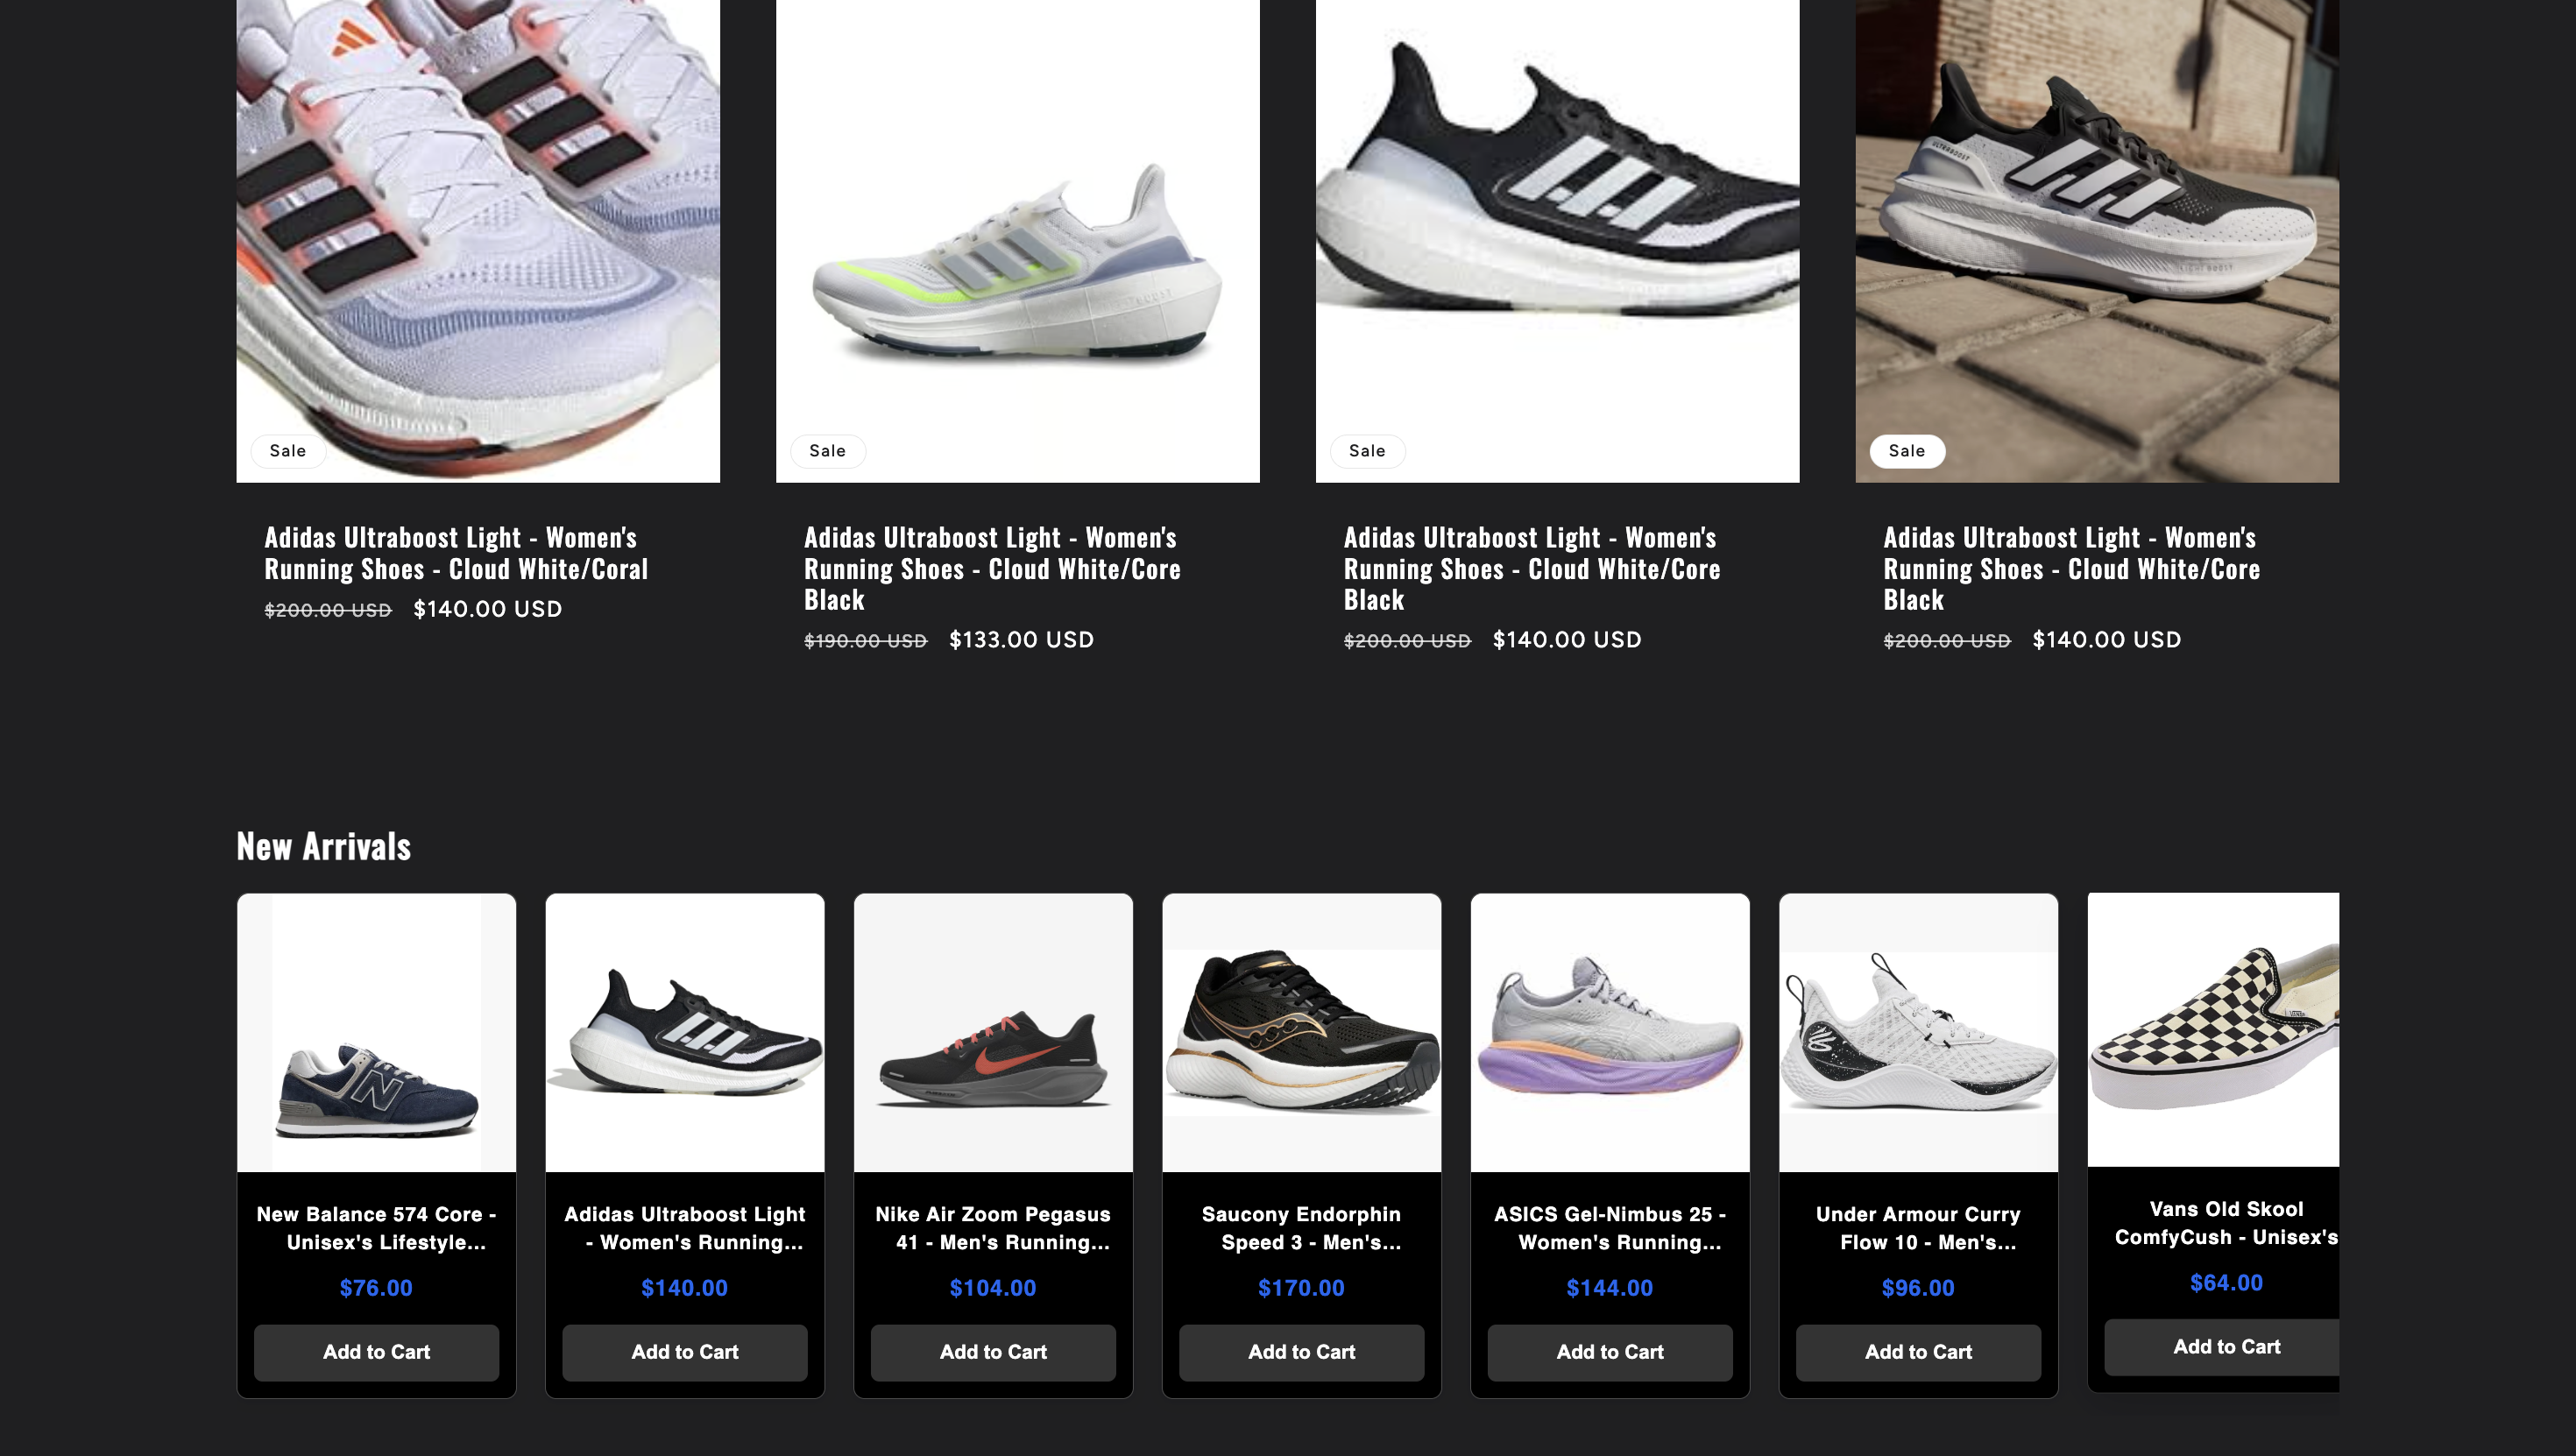 Sale
Sale
Sale
ULTRABOOST
LIGHT BOOST
Sale
Adidas Ultraboost Light - Women's
Running Shoes - Cloud White/Coral
$200.00 USD $140.00 USD
Adidas Ultraboost Light - Women's
Running Shoes - Cloud White/Core
Black
$190.00 USD $133.00 USD
Adidas Ultraboost Light - Women's
Running Shoes - Cloud White/Core
Black
$200.00 USD $140.00 USD
Adidas Ultraboost Light - Women's
Running Shoes - Cloud White/Core
Black
$200.00 USD $140.00 USD
New Arrivals
New Balance 574 Core -
Unisex's Lifestyle...
$76.00
Add to Cart
Adidas Ultraboost Light
- Women's Running...
$140.00
Add to Cart
Nike Air Zoom Pegasus
41 - Men's Running...
$104.00
Add to Cart
Saucony Endorphin
Speed 3 - Men's...
$170.00
Add to Cart
ASICS Gel-Nimbus 25 -
Women's Running...
$144.00
Add to Cart
Under Armour Curry
Flow 10 - Men's...
$96.00
Add to Cart
Vans Old Skool
ComfyCush - Unisex's
$64.00
Add to Cart